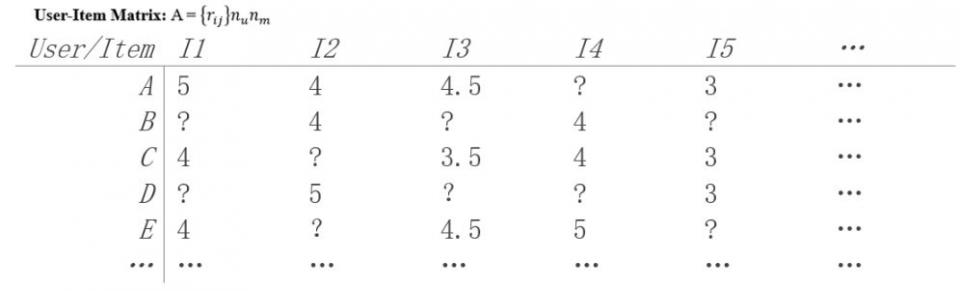 User-Item Matrix: A = {r_{ij}}n_u n_m
User/Item I1 I2 I3 I4 I5 …
A 5 4 4.5 ? 3 …
B ? 4 ? 4 ? …
C 4 ? 3.5 4 3 …
D ? 5 ? ? 3 …
E 4 ? 4.5 5 ? …
… … … … … … …